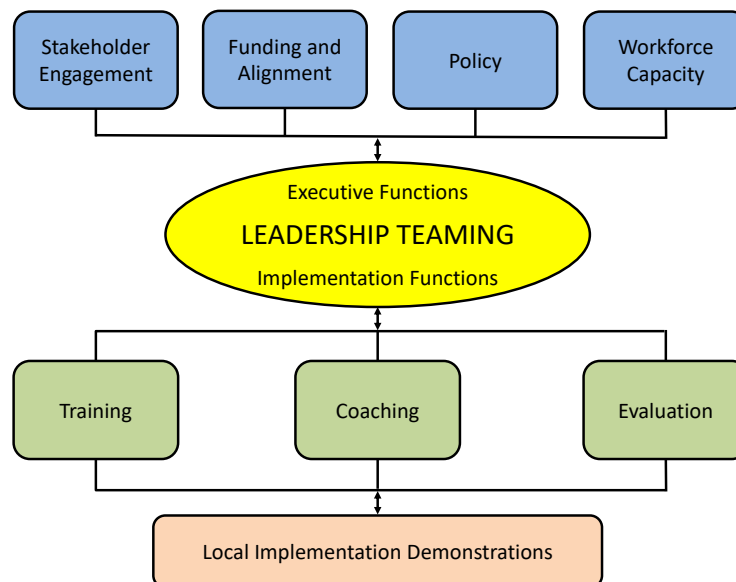 Stakeholder
Engagement
Funding and
Alignment
Policy
Workforce
Capacity
Executive Functions
LEADERSHIP TEAMING
Implementation Functions
Training
Coaching
Evaluation
Local Implementation Demonstrations